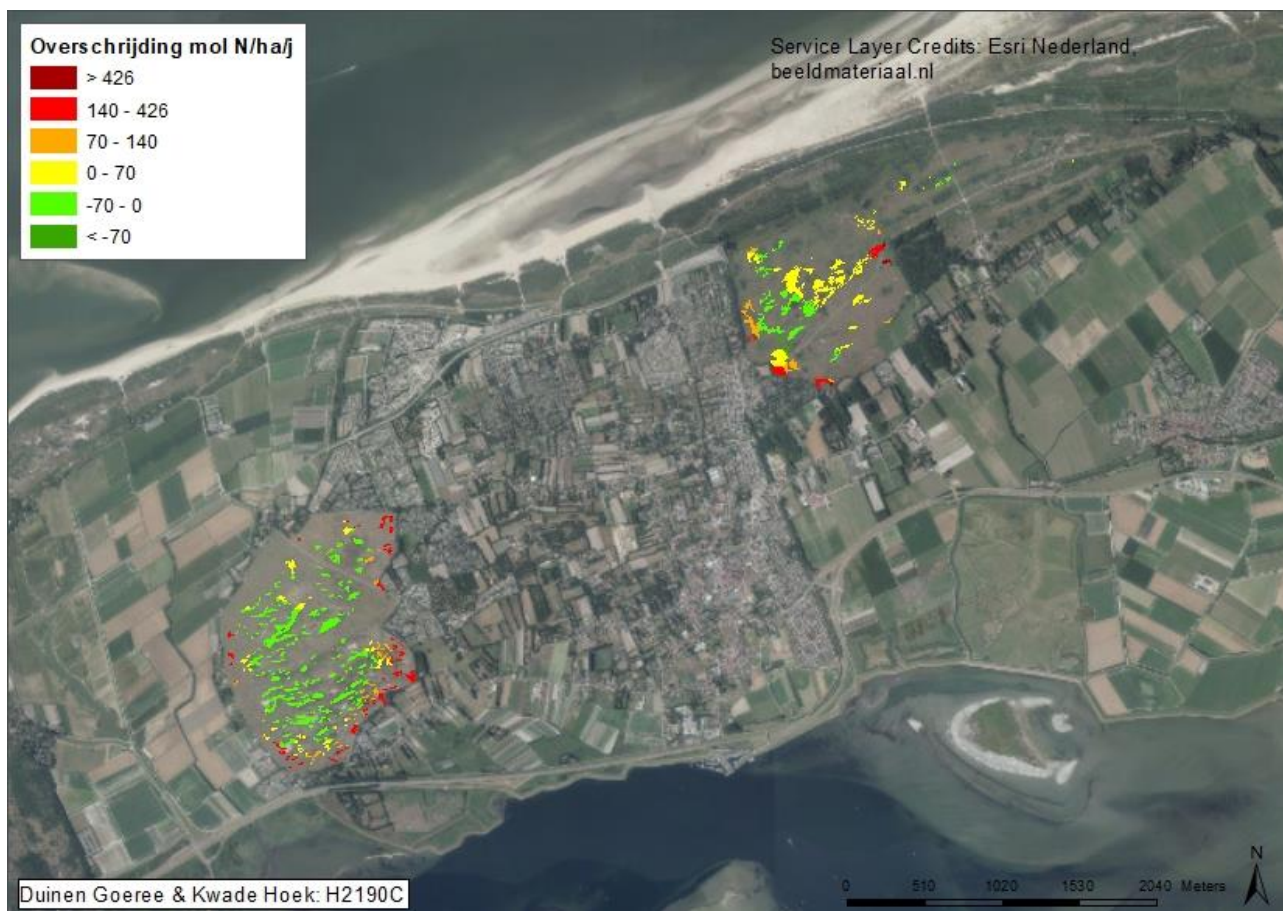 Overschrijding mol N/ha/j
> 426
140 - 426
70 - 140
0 - 70
-70 - 0
< -70
Service Layer Credits: Esri Nederland,
beeldmateriaal.nl
Duinen Goeree & Kwade Hoek: H2190C
0 510 1020 1530 2040 Meters
N